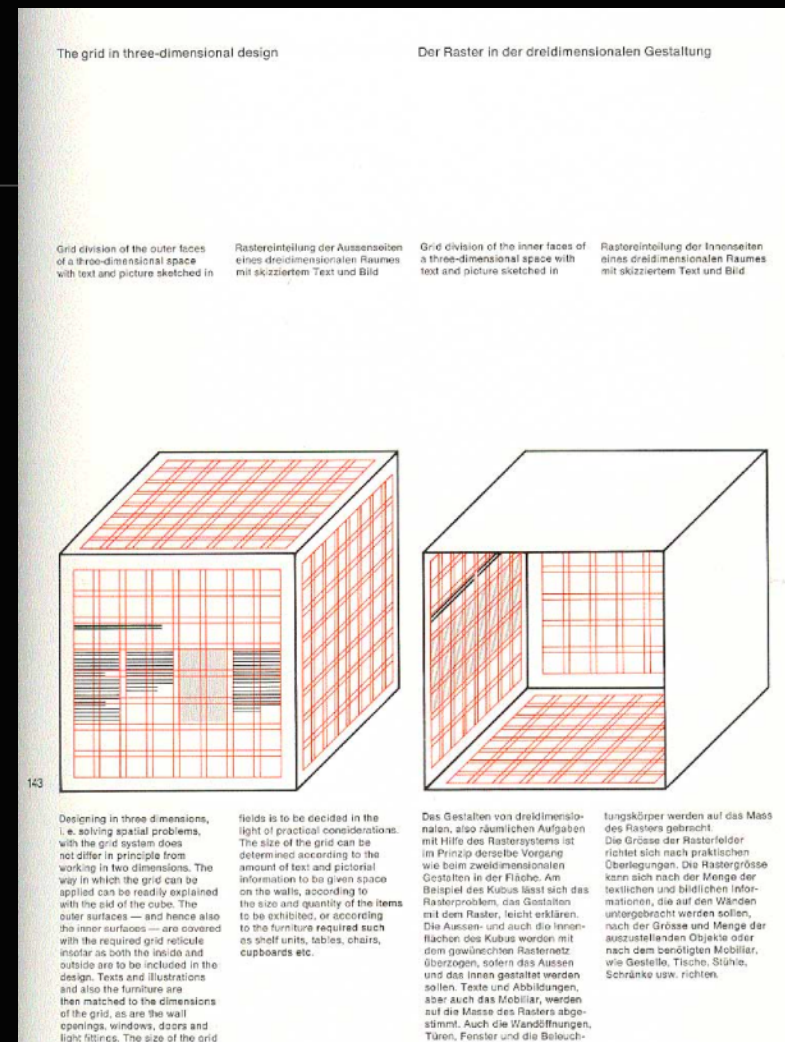 The grid in three-dimensional design
Der Raster in der dreidimensionalen Gestaltung
Grid division of the outer faces
of a three-dimensional space
with text and picture sketched in
Rastereinteilung der Aussenseiten
eines dreidimensionalen Raumes
mit skizziertem Text und Bild
Grid division of the inner faces of
a three-dimensional space with
text and picture sketched in
Rastereinteilung der Innenseiten
eines dreidimensionalen Raumes
mit skizziertem Text und Bild
143
Designing in three dimensions,
i. e. solving spatial problems,
with the grid system does
not differ in principle from
working in two dimensions. The
way in which the grid can be
applied can be readily explained
with the aid of the cube. The
outer surfaces — and hence also
the inner surfaces — are covered
with the required grid reticule
insofar as both the inside and
outside are to be included in the
design. Texts and illustrations
and also the furniture are
then matched to the dimensions
of the grid, as are the wall
openings, windows, doors and
light fittings. The size of the grid
fields is to be decided in the
light of practical considerations.
The size of the grid can be
determined according to the
amount of text and pictorial
information to be given space
on the walls, according to
the size and quantity of the items
to be exhibited, or according
to the furniture required such
as shelf units, tables, chairs,
cupboards etc.
Das Gestalten von dreidimensio-
nalen, also räumlichen Aufgaben
mit Hilfe des Rastersystems ist
im Prinzip derselbe Vorgang
wie beim zweidimensionalen
Gestalten in der Fläche. Am
Beispiel des Kubus lässt sich das
Rasterproblem, das Gestalten
mit dem Raster, leicht erklären.
Die Aussen- und auch die Innen-
flächen des Kubus werden mit
dem gewünschten Rasternetz
überzogen, sofern das Aussen
und das Innen gestaltet werden
sollen. Texte und Abbildungen,
aber auch das Mobiliar, werden
auf die Masse des Rasters abge-
stimmt. Auch die Wandöffnungen,
Türen, Fenster und die Beleuch-
tungskörper werden auf das Mass
des Rasters gebracht.
Die Grösse der Rasterfelder
richtet sich nach praktischen
Überlegungen. Die Rastergrösse
kann sich nach der Menge der
textlichen und bildlichen Infor-
mationen, die auf den Wänden
untergebracht werden sollen,
nach der Grösse und Menge der
auszustellenden Objekte oder
nach dem benötigten Mobiliar,
wie Gestelle, Tische, Stühle,
Schränke usw. richten.